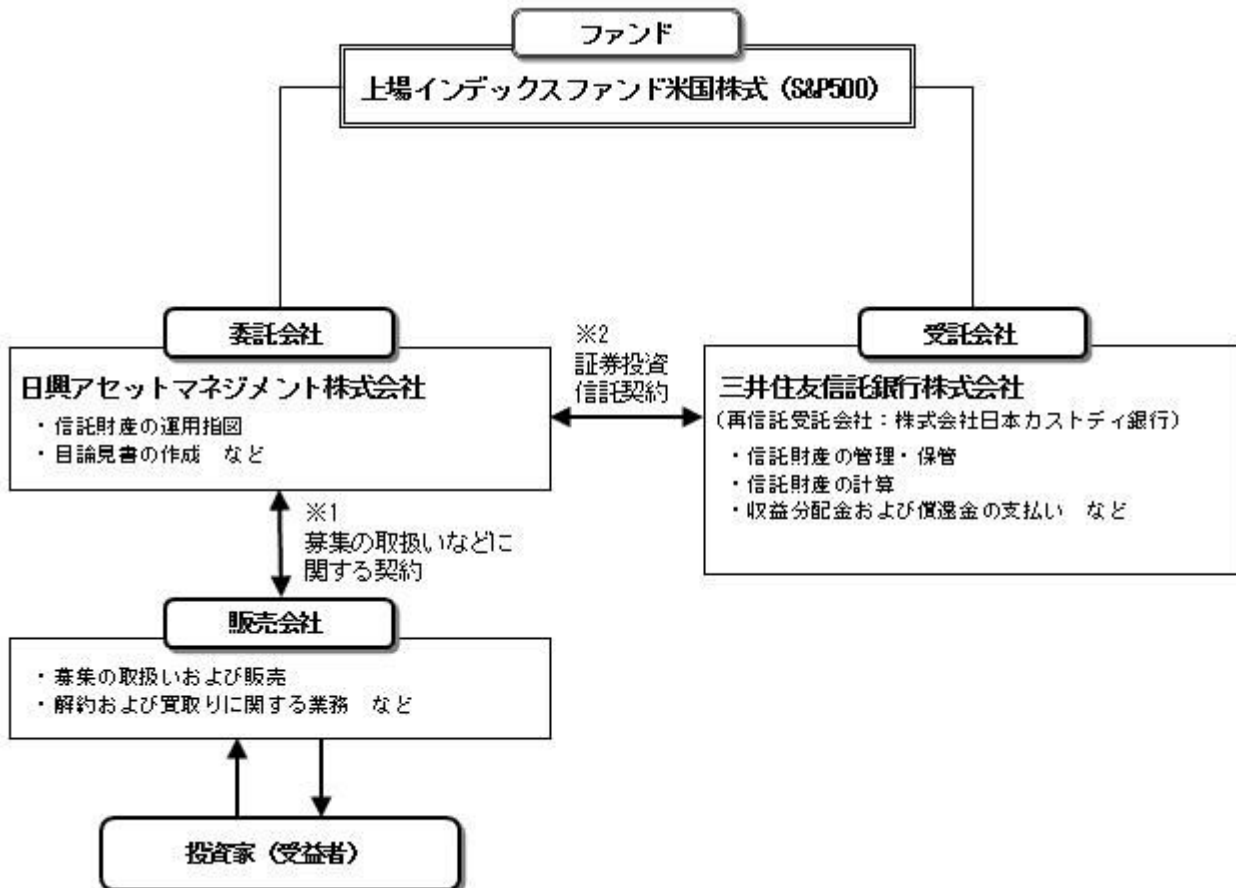 ファンド
上場インデックスファンド米国株式（S&P500）
委託会社
日興アセットマネジメント株式会社
・信託財産の運用指図
・目論見書の作成　など
※2
証券投資
信託契約
受託会社
三井住友信託銀行株式会社
（再信託受託会社：株式会社日本カストディ銀行）
・信託財産の管理・保管
・信託財産の計算
・収益分配金および償還金の支払い　など
※1
募集の取扱いなどに
関する契約
販売会社
・募集の取扱いおよび販売
・解約および買取りに関する業務　など
投資家（受益者）